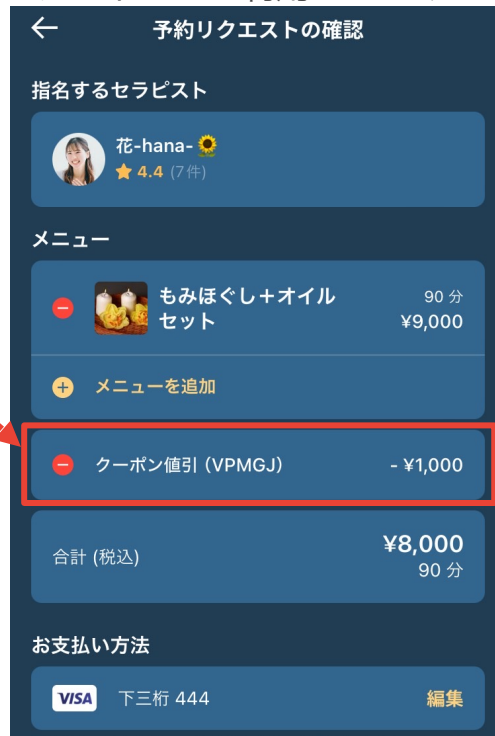 予約リクエストの確認
指名するセラピスト
花-hana-🌻
4.4 (7件)
メニュー
もみほぐし＋オイル
セット
90 分
¥9,000
メニューを追加
クーポン値引（VPMGJ）
- ¥1,000
合計 (税込)
¥8,000
90 分
お支払い方法
VISA
下三桁 444
編集